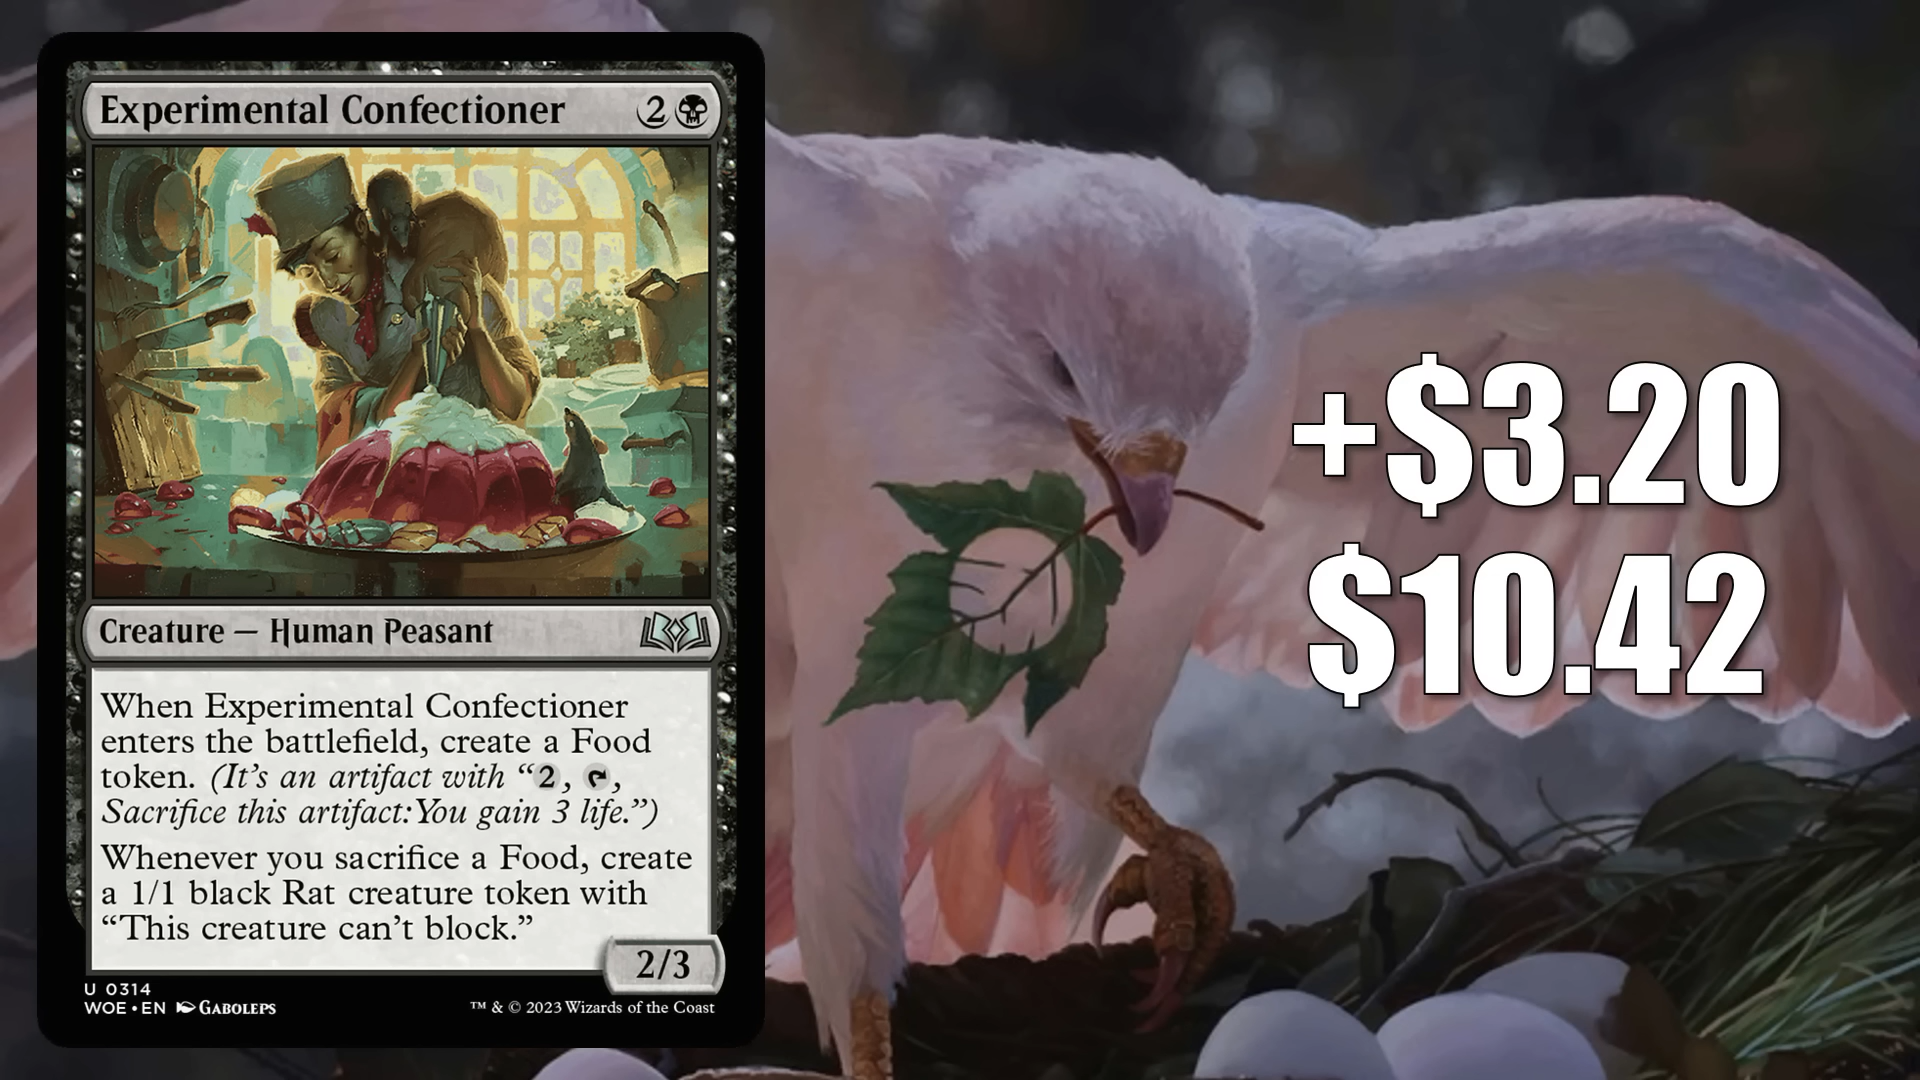 Experimental Confectioner 2
Creature — Human Peasant
When Experimental Confectioner
enters the battlefield, create a Food
token. (It's an artifact with “2, ,
Sacrifice this artifact:You gain 3 life.”)
Whenever you sacrifice a Food, create
a 1/1 black Rat creature token with
“This creature can't block.”
2/3
U 0314
WOE • EN GABOLEPS
™ & © 2023 Wizards of the Coast
+$3.20
$10.42